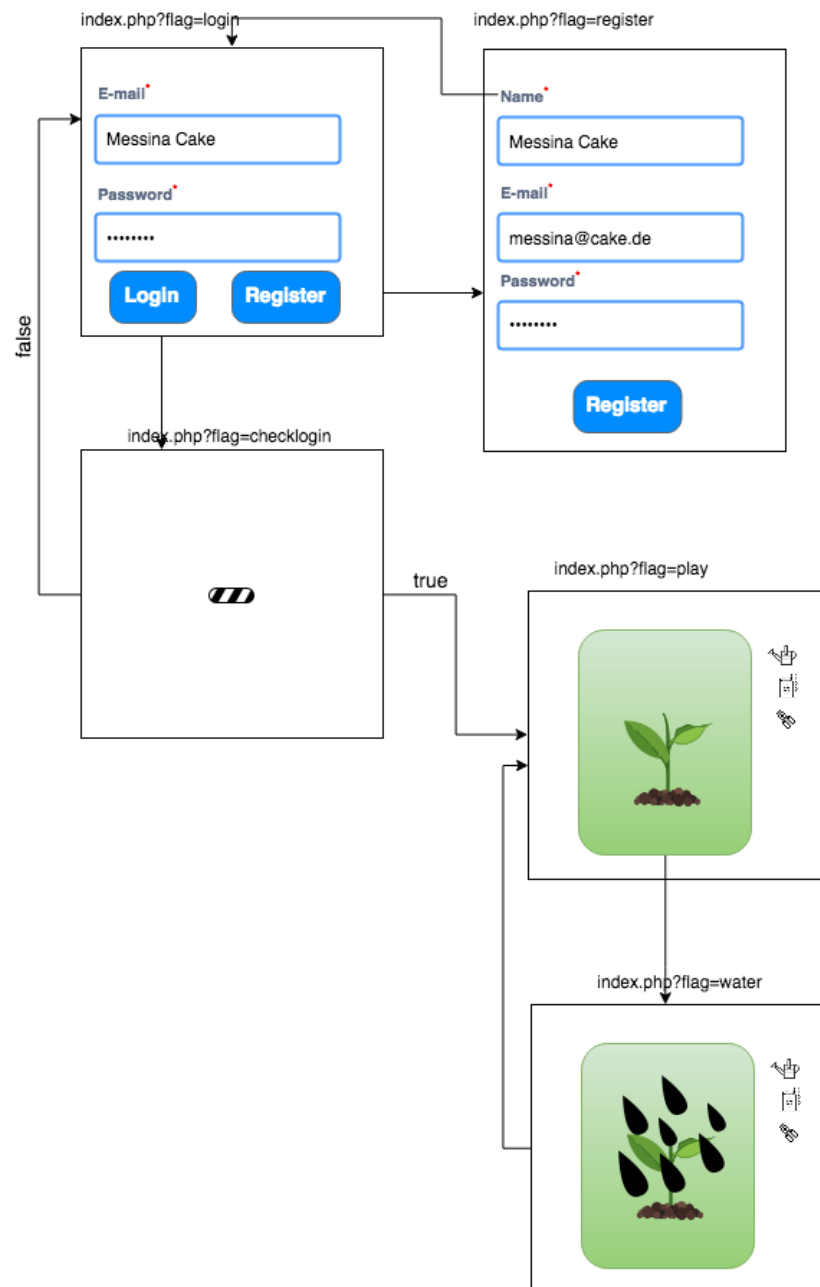 index.php?flag=login
E-mail*
Messina Cake
Password*
••••••••
Login
Register
index.php?flag=register
Name*
Messina Cake
E-mail*
messina@cake.de
Password*
••••••••
Register
false
index.php?flag=checklogin
true
index.php?flag=play
index.php?flag=water